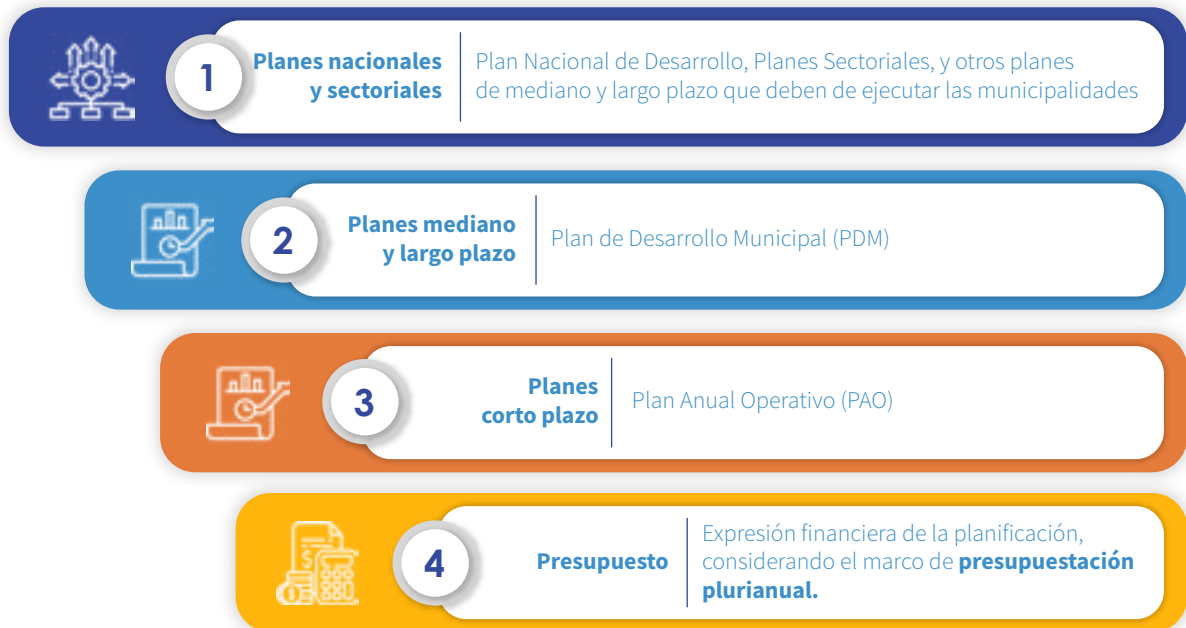 1
Planes nacionales
y sectoriales
Plan Nacional de Desarrollo, Planes Sectoriales, y otros planes
de mediano y largo plazo que deben de ejecutar las municipalidades
2
Planes mediano
y largo plazo
Plan de Desarrollo Municipal (PDM)
3
Planes
corto plazo
Plan Anual Operativo (PAO)
4
Presupuesto
Expresión financiera de la planificación,
considerando el marco de presupuestación
plurianual.